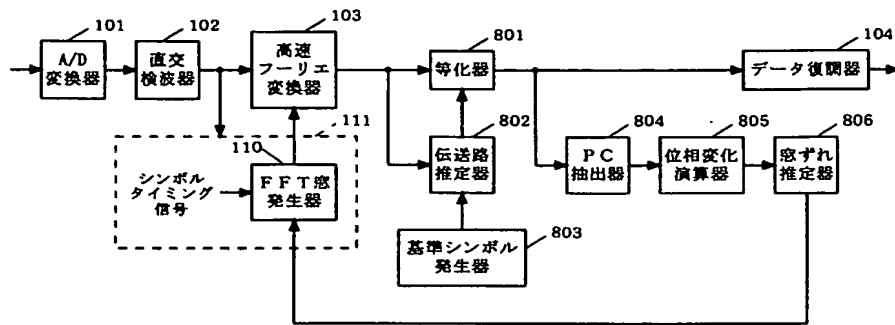 101
A/D
変換器
102
直交
検波器
103
高速
フーリエ
変換器
801
等化器
104
データ復調器
111
110
FFT窓
発生器
シンボル
タイミング
信号
802
伝送路
推定器
803
基準シンボル
発生器
804
PC
抽出器
805
位相変化
演算器
806
窓ずれ
推定器